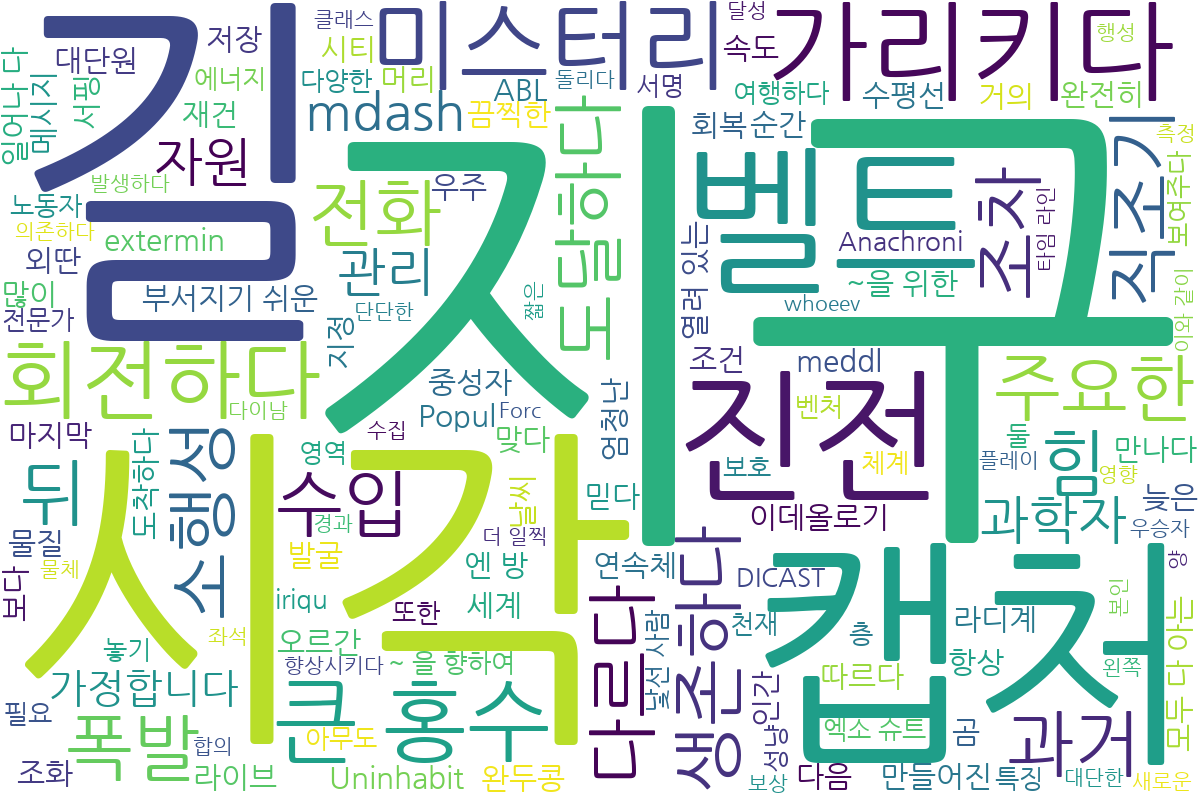 클래스
길
미스터리
달성
가리키다
행성
대단원
저장
시티
속도
에너지
다양한
머리
ABL
돌리다
서명
여행하다
수평선
거의
완전히
일어나 다
메시지
서핑
재건
mdash
끔찍한
회복
순간
측정
자원
발생하다
전화
우주
도달하다
벨트
지구
조차
직조기
보여주다
노동자
의존하다
extermin
외딴
관리
열려 있는
Anachroni
타임 라인
많이
부서지기 쉬운
~을 위한
whoeev
이와 같이
전문가
지정
단단한
짧은
조건
meddl
회전하다
중성자
진전
주요한
다이남
Popul
Forc
엄청난
벤처
마지막
수집
맞다
둘
만나다
소행성
영역
보호
체계
플레이
힘
영향
뒤
도착하다
시각
수입
날씨
믿다
늦은
물질
경과
더 일찍
이데올로기
과학자
우승자
발굴
물체
엔 방
연속체
생존하다
캡처
양
보다
iriqu
세계
DICAST
본인
또한
다르다
좌석
오르간
천재
층
라디계
놓기
향상시키다
~ 을 향하여
날선 사람
항상
왼쪽
모두 다 아는
가정합니다
큰
홍수
따르다
필요
폭발
합의
아무도
성냥
인간
엑소 슈트
곰
과거
조화
라이브
Uninhabit
완두콩
보상
다음
만들어진
특징
대단한
새로운